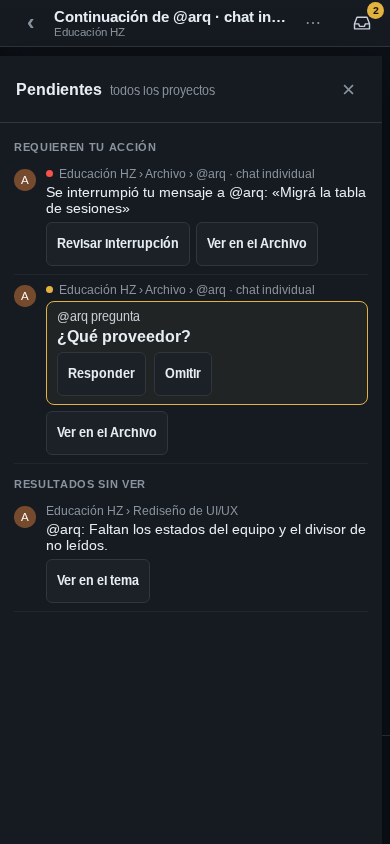 ‹ Continuación de @arq · chat in… ··· 2
Educación HZ
Pendientes todos los proyectos ×
REQUIEREN TU ACCIÓN
A Educación HZ › Archivo › @arq · chat individual
Se interrumpió tu mensaje a @arq: «Migrá la tabla
de sesiones»
Revisar interrupción Ver en el Archivo
A Educación HZ › Archivo › @arq · chat individual
@arq pregunta
¿Qué proveedor?
Responder Omitir
Ver en el Archivo
RESULTADOS SIN VER
A Educación HZ › Rediseño de UI/UX
@arq: Faltan los estados del equipo y el divisor de
no leídos.
Ver en el tema